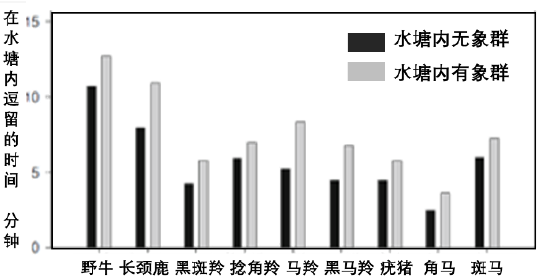 在水塘内逗留的时间 分钟
15
10
5
0
水塘内无象群
水塘内有象群
野牛 长颈鹿 黑斑羚 捻角羚 马羚 黑马羚 疣猪 角马 斑马